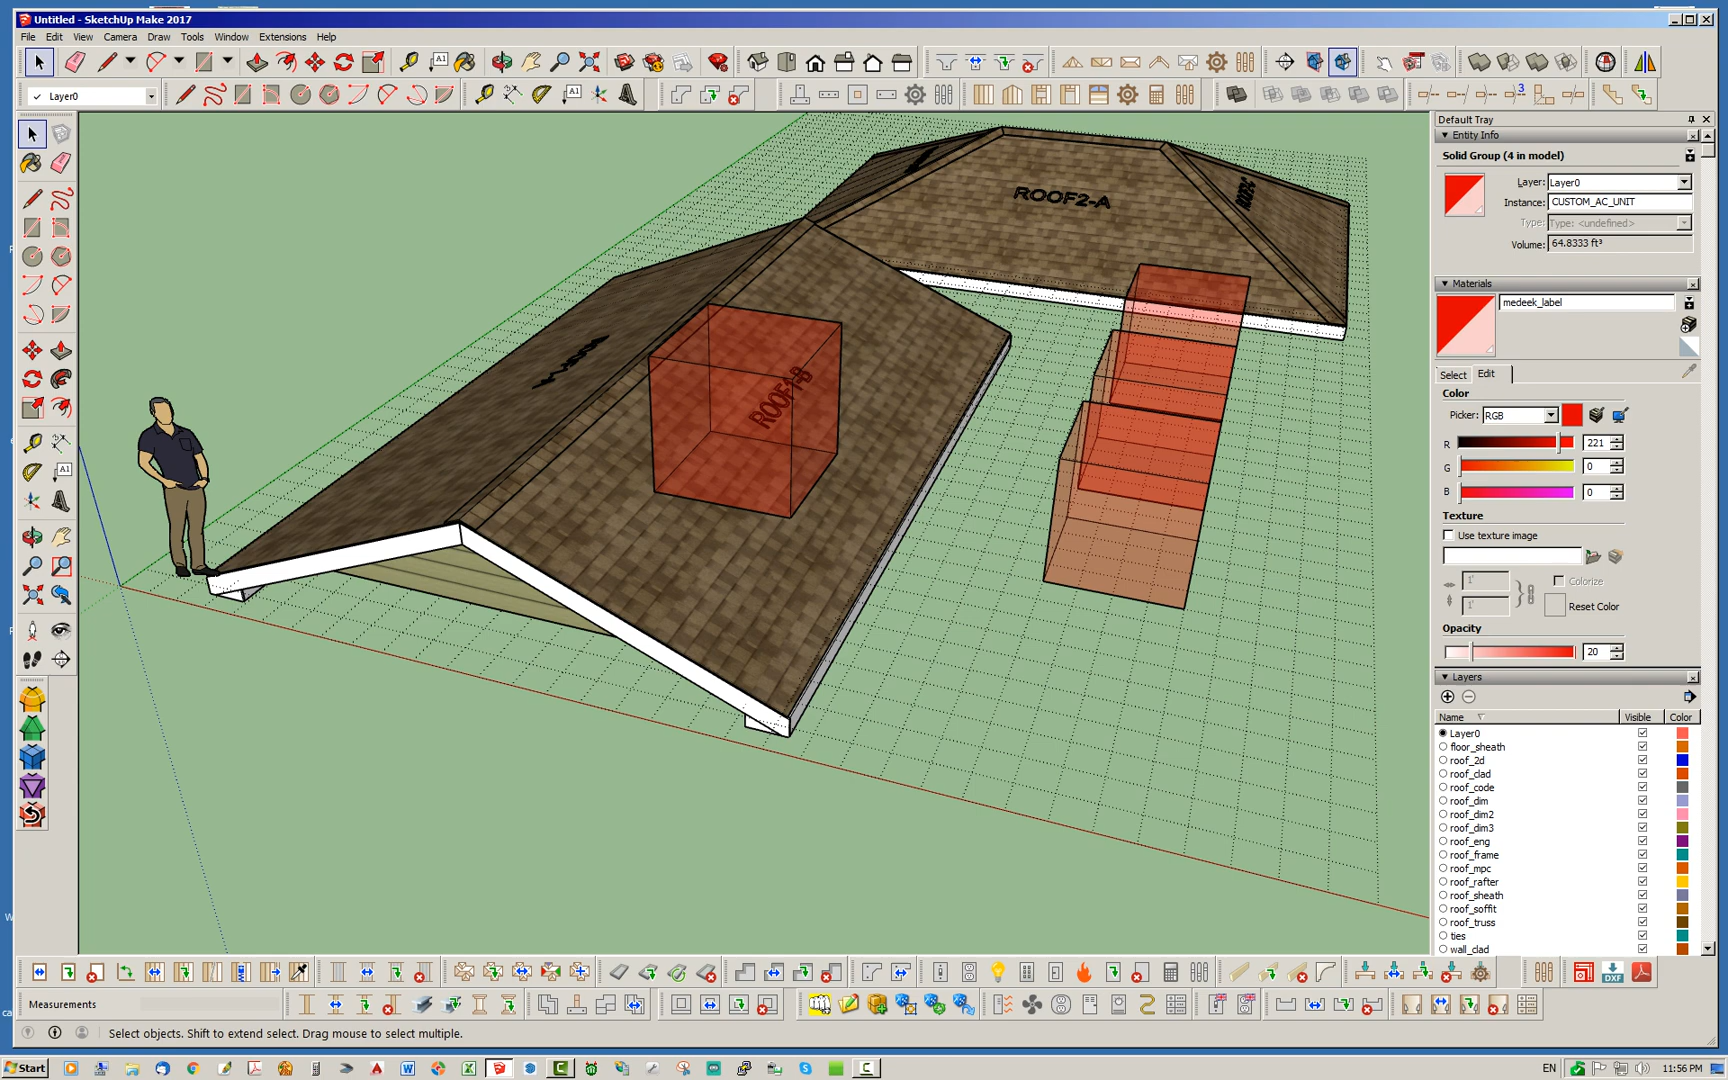 Untitled - SketchUp Make 2017
File Edit View Camera Draw Tools Window Extensions Help
Layer0
Default Tray
Entity Info
Solid Group (4 in model)
Layer: Layer0
Instance: CUSTOM_AC_UNIT
Type: Type: <undefined>
Volume: 64.8333 ft³
Materials
medeek_label
Select Edit
Color
Picker: RGB
R 221
G 0
B 0
Texture
Use texture image
1'
Colorize
1'
Reset Color
Opacity
20
Layers
Name Visible Color
Layer0
floor_sheath
roof_2d
roof_clad
roof_code
roof_dim
roof_dim2
roof_dim3
roof_eng
roof_frame
roof_mpc
roof_rafter
roof_sheath
roof_soffit
roof_truss
ties
wall_clad
ROOF2-A
ROOF1-B
Measurements
Select objects. Shift to extend select. Drag mouse to select multiple.
Start
EN
11:56 PM